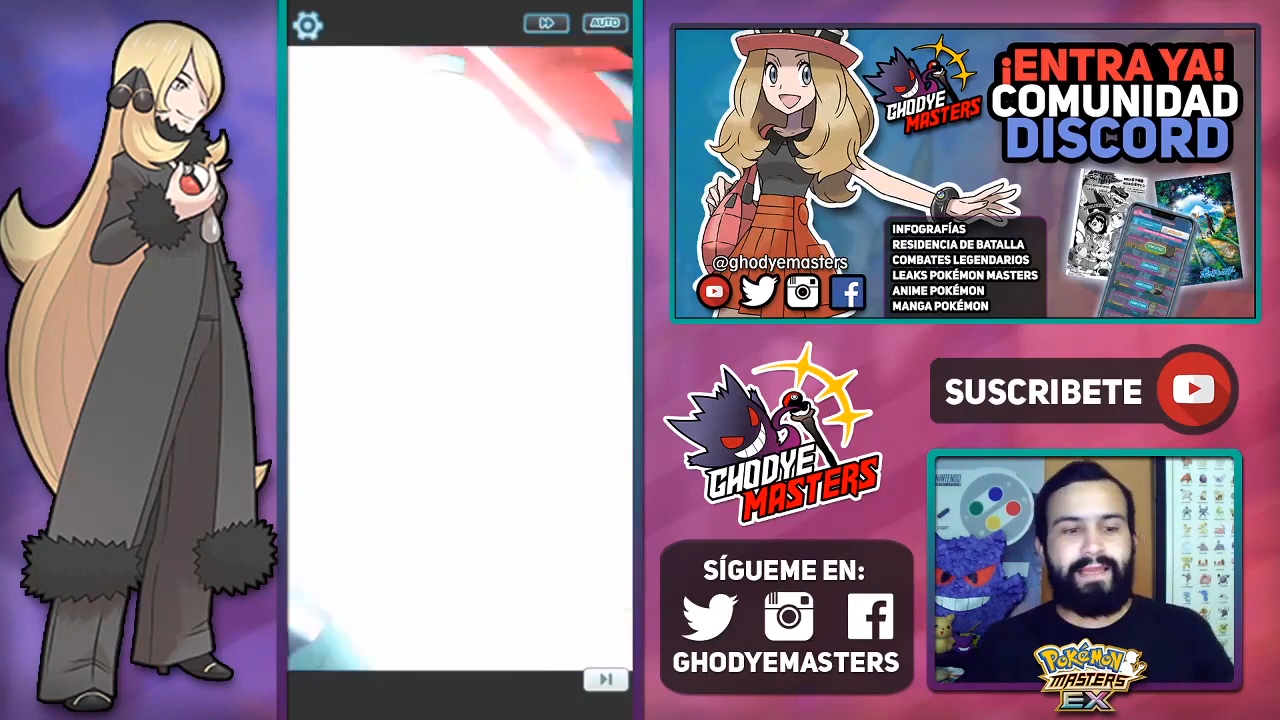 AUTO
GHODYE
MASTERS
¡ENTRA YA!
COMUNIDAD
DISCORD
@ghodyemasters
INFOGRAFÍAS
RESIDENCIA DE BATALLA
COMBATES LEGENDARIOS
LEAKS POKÉMON MASTERS
ANIME POKÉMON
MANGA POKÉMON
GHODYE
MASTERS
SUSCRIBETE
SÍGUEME EN:
GHODYEMASTERS
NINTENDO
POKéMON
MASTERS
EX